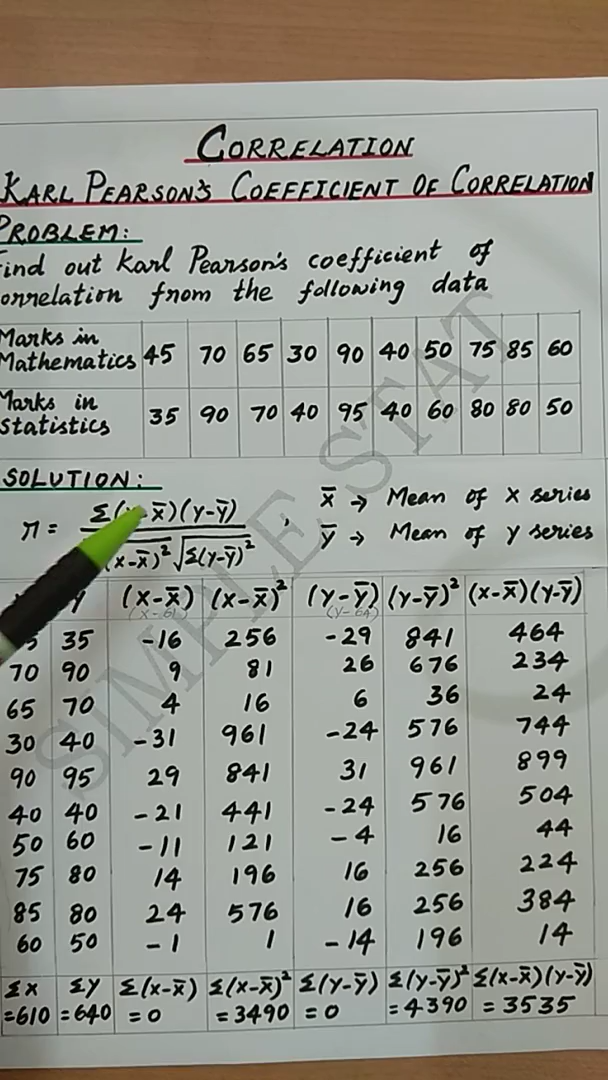 CORRELATION
KARL PEARSON'S COEFFICIENT OF CORRELATION
PROBLEM:
Find out Karl Pearson's coefficient of
correlation from the following data
Marks in Mathematics 45 70 65 30 90 40 50 75 85 60
Marks in Statistics 35 90 70 40 95 40 60 80 80 50
SOLUTION:
r = Σ(x-x̄)(y-ȳ) / √(x-x̄)² √Σ(y-ȳ)² , x̄ → Mean of x series
ȳ → Mean of y series
y (x-x̄) (x-x̄)² (y-ȳ) (y-ȳ)² (x-x̄)(y-ȳ)
(x-61) (y-64)
35 -16 256 -29 841 464
70 90 9 81 26 676 234
65 70 4 16 6 36 24
30 40 -31 961 -24 576 744
90 95 29 841 31 961 899
40 40 -21 441 -24 576 504
50 60 -11 121 -4 16 44
75 80 14 196 16 256 224
85 80 24 576 16 256 384
60 50 -1 1 -14 196 14
Σx =610 Σy =640 Σ(x-x̄) =0 Σ(x-x̄)² =3490 Σ(y-ȳ) =0 Σ(y-ȳ)² =4390 Σ(x-x̄)(y-ȳ) =3535
SIMPLE STAT